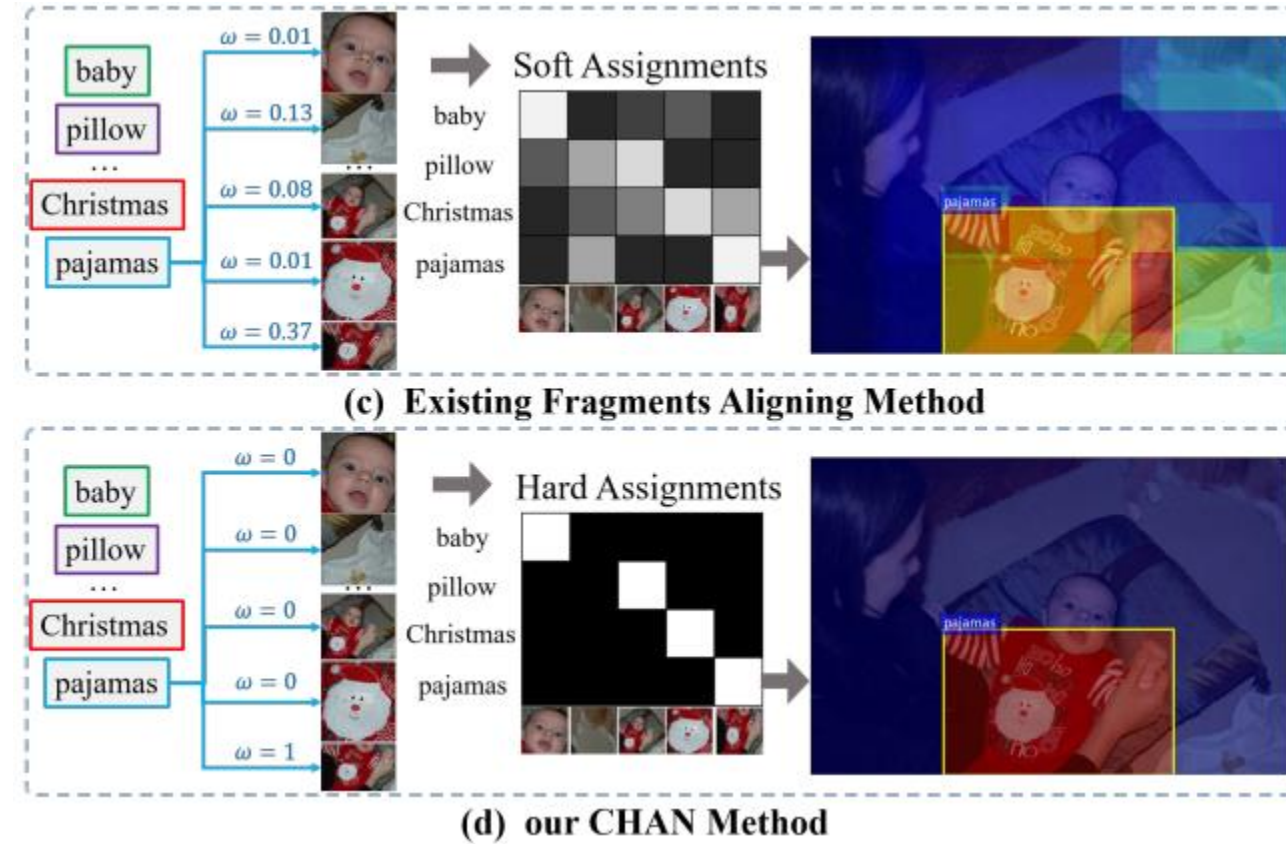 baby
pillow
...
Christmas
pajamas
ω = 0.01
ω = 0.13
...
ω = 0.08
ω = 0.01
ω = 0.37
Soft Assignments
baby
pillow
Christmas
pajamas
pajamas
(c) Existing Fragments Aligning Method
baby
pillow
...
Christmas
pajamas
ω = 0
ω = 0
...
ω = 0
ω = 0
ω = 1
Hard Assignments
baby
pillow
Christmas
pajamas
pajamas
(d) our CHAN Method